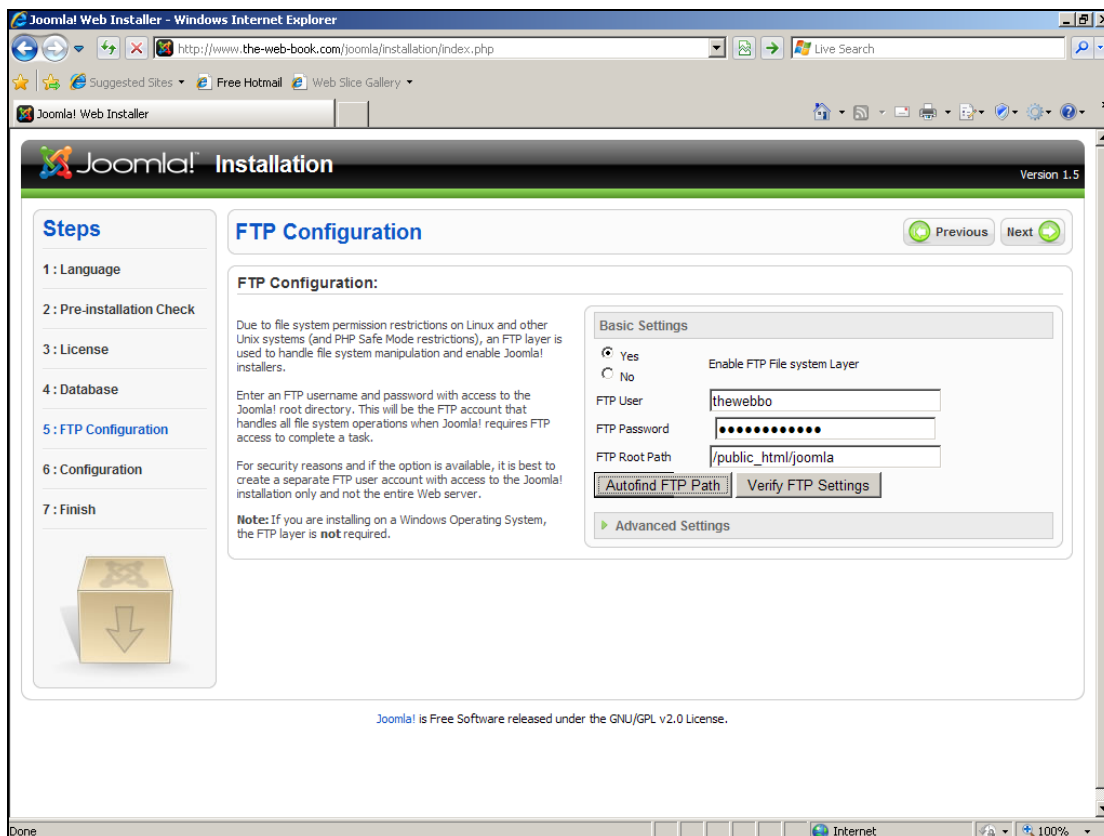 Joomla! Web Installer - Windows Internet Explorer
http://www.the-web-book.com/joomla/installation/index.php
Live Search
Suggested Sites
Free Hotmail
Web Slice Gallery
Joomla! Web Installer
Joomla!™ Installation
Version 1.5
Steps
1 : Language
2 : Pre-installation Check
3 : License
4 : Database
5 : FTP Configuration
6 : Configuration
7 : Finish
FTP Configuration
Previous
Next
FTP Configuration:
Due to file system permission restrictions on Linux and other
Unix systems (and PHP Safe Mode restrictions), an FTP layer is
used to handle file system manipulation and enable Joomla!
installers.
Enter an FTP username and password with access to the
Joomla! root directory. This will be the FTP account that
handles all file system operations when Joomla! requires FTP
access to complete a task.
For security reasons and if the option is available, it is best to
create a separate FTP user account with access to the Joomla!
installation only and not the entire Web server.
Note: If you are installing on a Windows Operating System,
the FTP layer is not required.
Basic Settings
Yes
No
Enable FTP File system Layer
FTP User
thewebbo
FTP Password
●●●●●●●●●●●●
FTP Root Path
/public_html/joomla
Autofind FTP Path
Verify FTP Settings
Advanced Settings
Joomla! is Free Software released under the GNU/GPL v2.0 License.
Done
Internet
100%